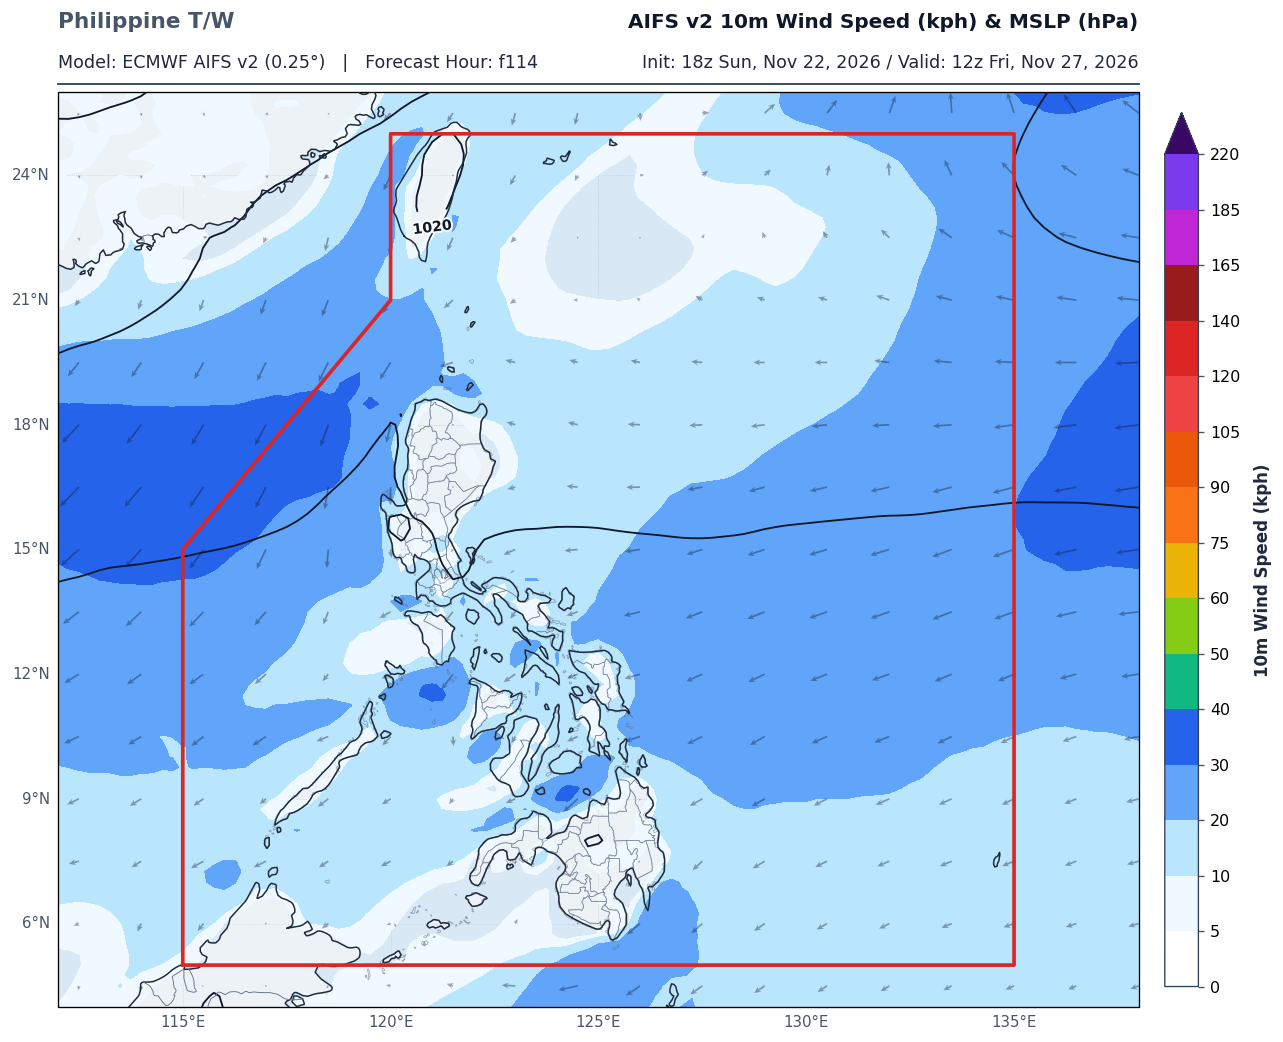 Philippine T/W
AIFS v2 10m Wind Speed (kph) & MSLP (hPa)
Model: ECMWF AIFS v2 (0.25°) | Forecast Hour: f114
Init: 18z Sun, Nov 22, 2026 / Valid: 12z Fri, Nov 27, 2026
24°N
21°N
18°N
15°N
12°N
9°N
6°N
1020
115°E
120°E
125°E
130°E
135°E
220
185
165
140
120
105
90
75
60
50
40
30
20
10
5
0
10m Wind Speed (kph)